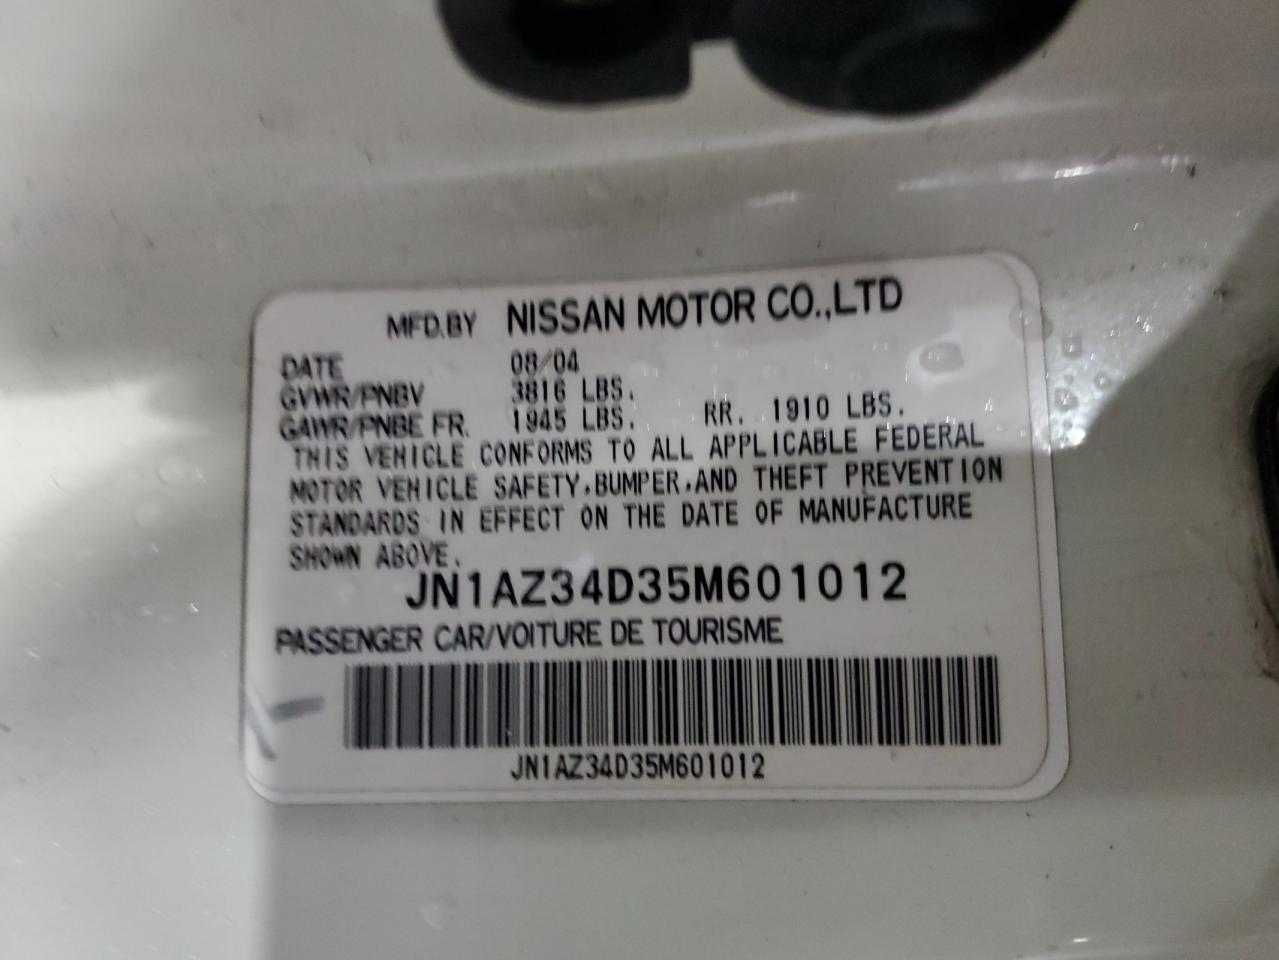 MFD.BY NISSAN MOTOR CO.,LTD
DATE 08/04
GVWR/PNBV 3816 LBS.
GAWR/PNBE FR. 1945 LBS. RR. 1910 LBS.
THIS VEHICLE CONFORMS TO ALL APPLICABLE FEDERAL
MOTOR VEHICLE SAFETY,BUMPER,AND THEFT PREVENTION
STANDARDS IN EFFECT ON THE DATE OF MANUFACTURE
SHOWN ABOVE.
JN1AZ34D35M601012
PASSENGER CAR/VOITURE DE TOURISME
JN1AZ34D35M601012